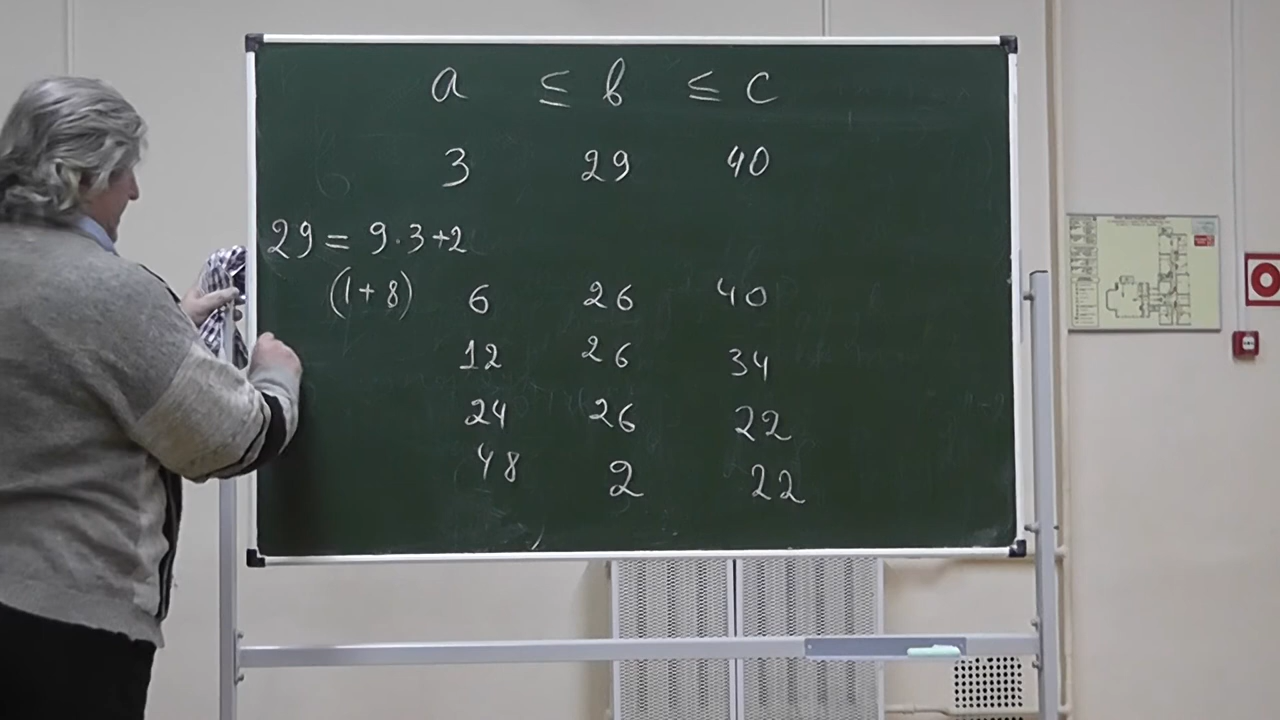 a ≤ b ≤ c
3 29 40
29 = 9·3+2
(1+8) 6 26 40
12 26 34
24 26 22
48 2 22